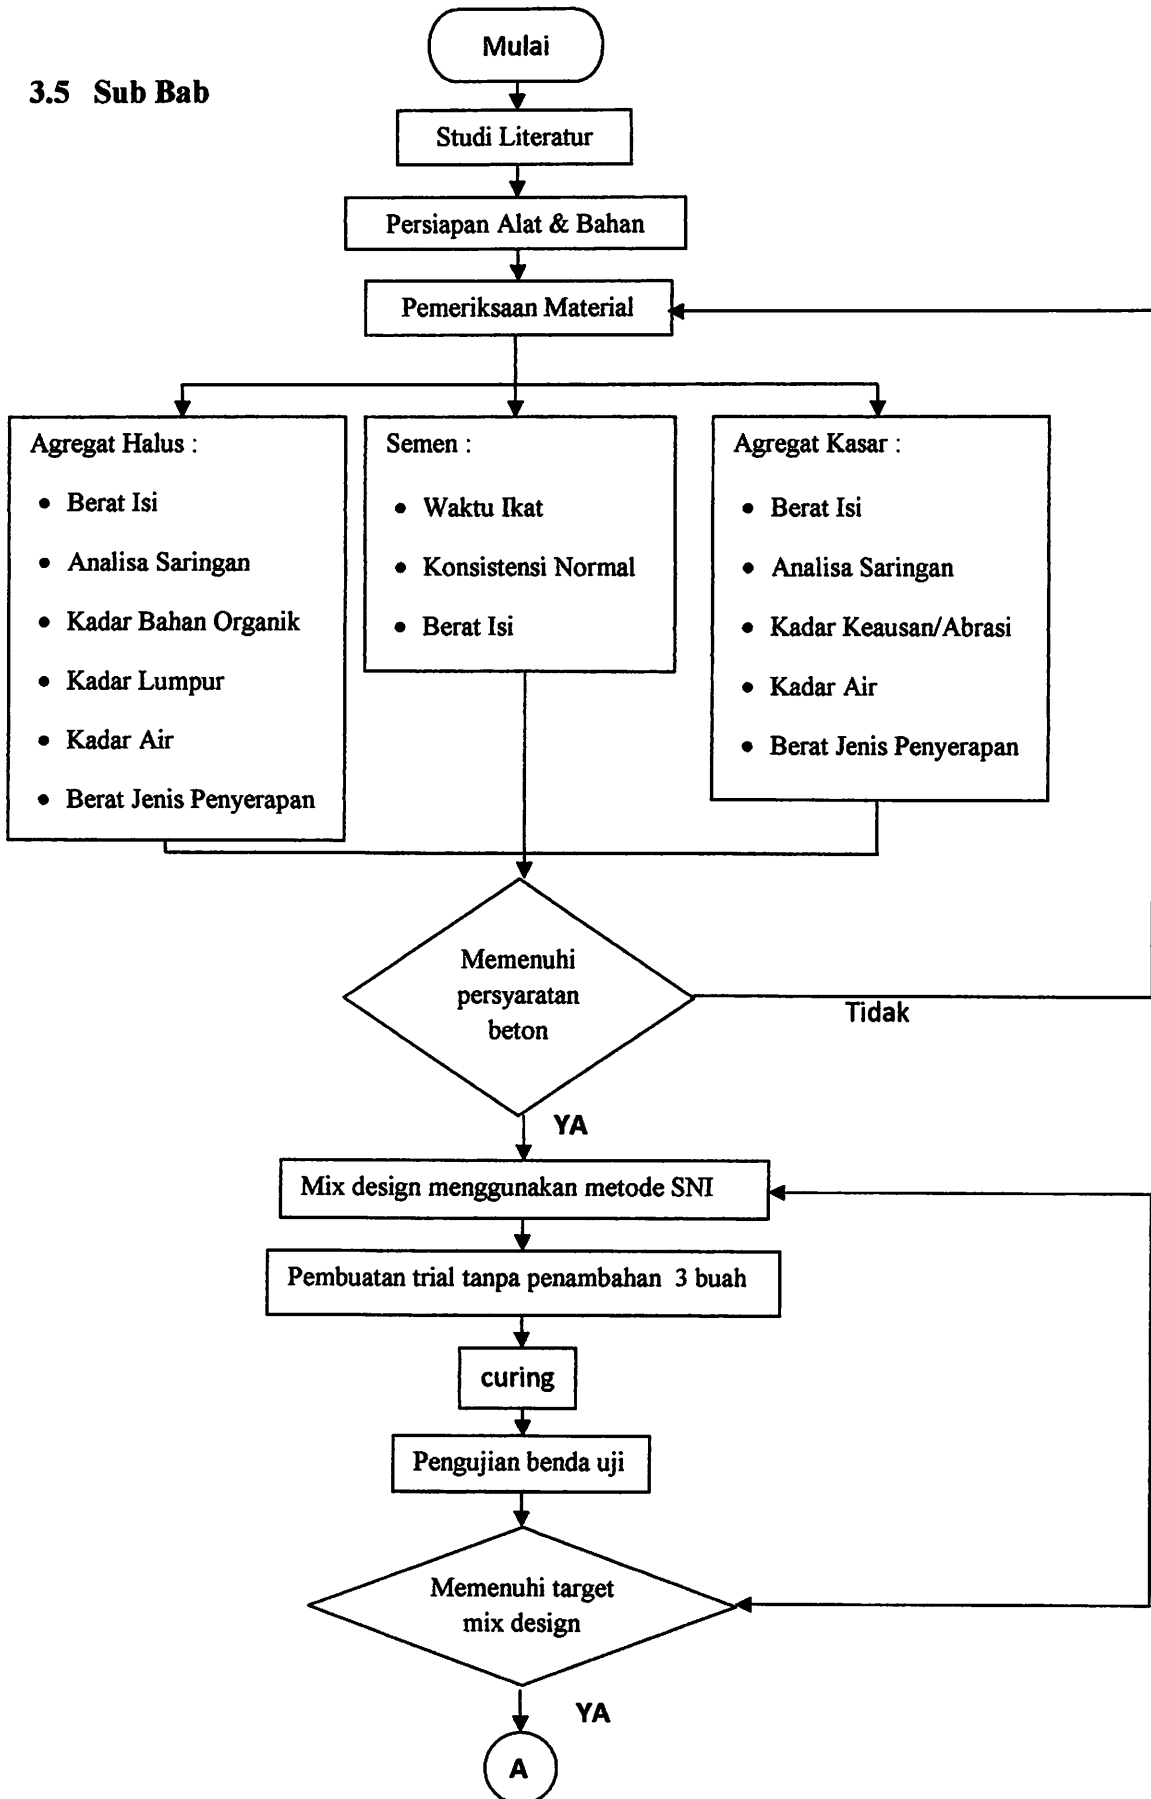 Mulai
3.5 Sub Bab
Studi Literatur
Persiapan Alat & Bahan
Pemeriksaan Material
Agregat Halus :
• Berat Isi
• Analisa Saringan
• Kadar Bahan Organik
• Kadar Lumpur
• Kadar Air
• Berat Jenis Penyerapan
Semen :
• Waktu Ikat
• Konsistensi Normal
• Berat Isi
Agregat Kasar :
• Berat Isi
• Analisa Saringan
• Kadar Keausan/Abrasi
• Kadar Air
• Berat Jenis Penyerapan
Memenuhi
persyaratan
beton
Tidak
YA
Mix design menggunakan metode SNI
Pembuatan trial tanpa penambahan 3 buah
curing
Pengujian benda uji
Memenuhi target
mix design
YA
A